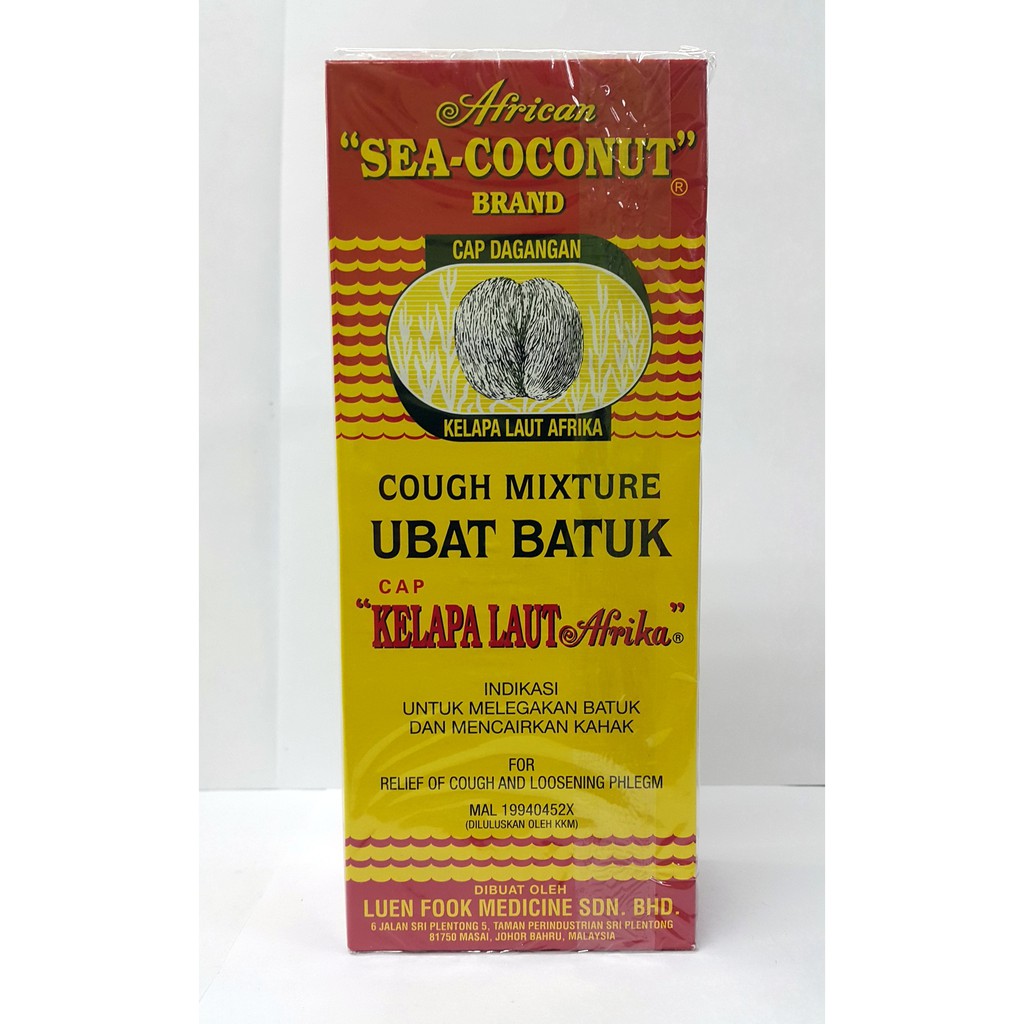 African
"SEA-COCONUT"®
BRAND
CAP DAGANGAN
KELAPA LAUT AFRIKA
COUGH MIXTURE
UBAT BATUK
CAP
"KELAPA LAUT Afrika"®
INDIKASI
UNTUK MELEGAKAN BATUK
DAN MENCAIRKAN KAHAK
FOR
RELIEF OF COUGH AND LOOSENING PHLEGM
MAL 19940452X
(DILULUSKAN OLEH KKM)
DIBUAT OLEH
LUEN FOOK MEDICINE SDN. BHD.
6 JALAN SRI PLENTONG 5, TAMAN PERINDUSTRIAN SRI PLENTONG
81750 MASAI, JOHOR BAHRU, MALAYSIA